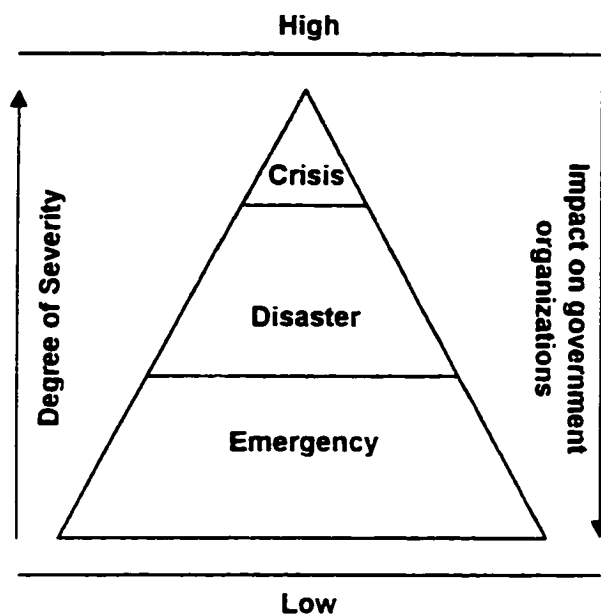 High
Crisis
Disaster
Emergency
Degree of Severity
Impact on government
organizations
Low